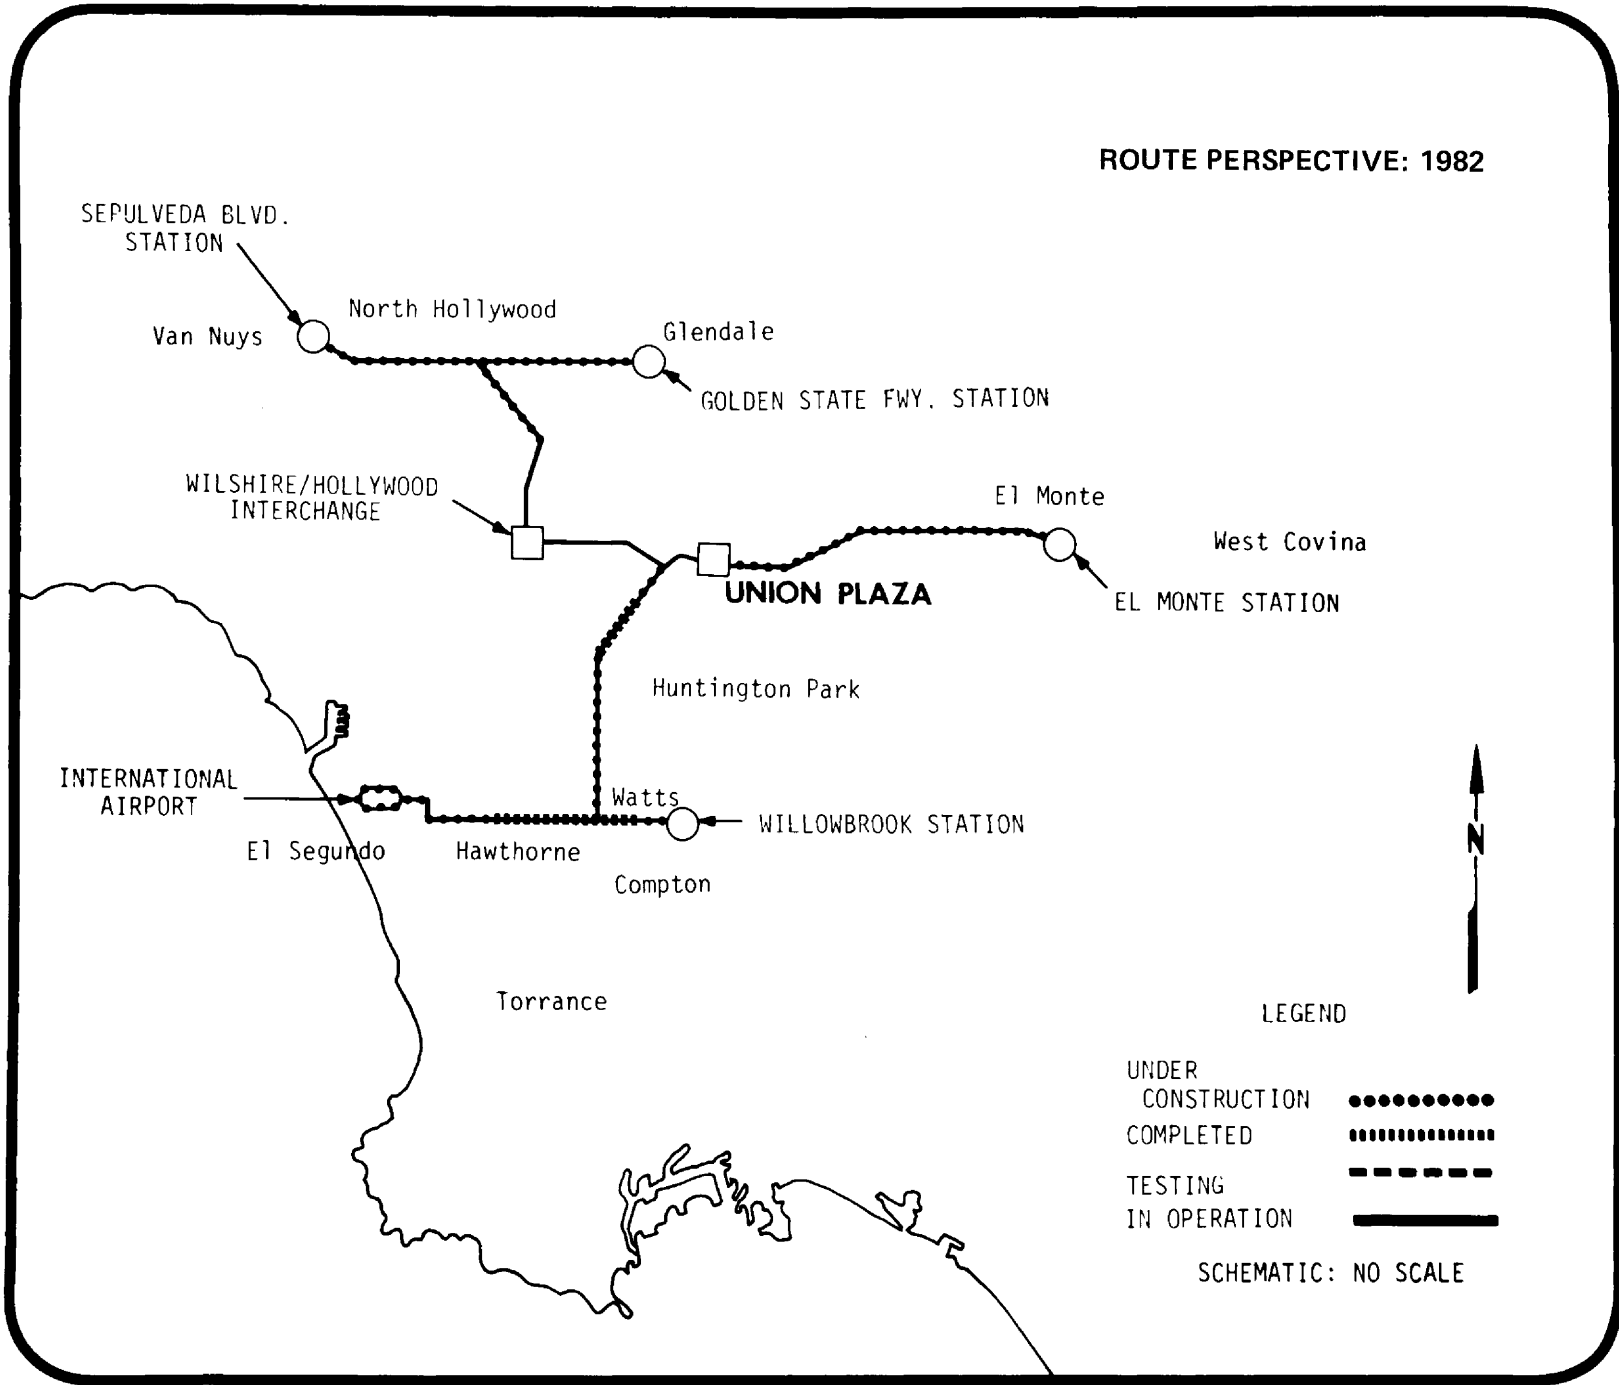 ROUTE PERSPECTIVE: 1982
SEPULVEDA BLVD.
STATION
North Hollywood
Van Nuys
Glendale
GOLDEN STATE FWY. STATION
WILSHIRE/HOLLYWOOD
INTERCHANGE
El Monte
West Covina
UNION PLAZA
EL MONTE STATION
Huntington Park
INTERNATIONAL
AIRPORT
Watts
WILLOWBROOK STATION
El Segundo
Hawthorne
Compton
N
Torrance
LEGEND
UNDER
CONSTRUCTION
COMPLETED
TESTING
IN OPERATION
SCHEMATIC: NO SCALE